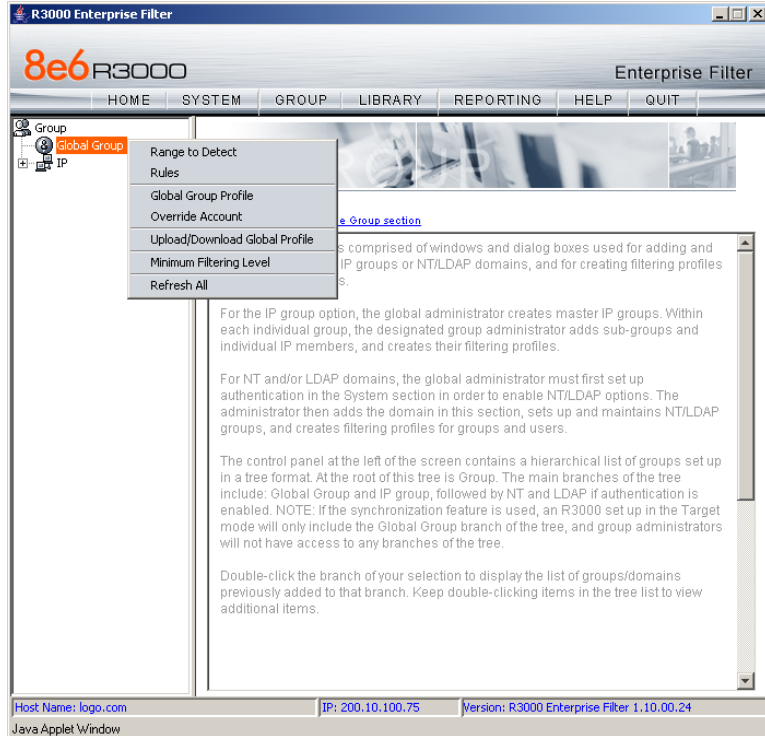 R3000 Enterprise Filter
8e6 R3000
Enterprise Filter
HOME SYSTEM GROUP LIBRARY REPORTING HELP QUIT
Group
Global Group
IP
Range to Detect
Rules
Global Group Profile
Override Account
Upload/Download Global Profile
Minimum Filtering Level
Refresh All
GROUP
e Group section
s comprised of windows and dialog boxes used for adding and
IP groups or NT/LDAP domains, and for creating filtering profiles
s.
For the IP group option, the global administrator creates master IP groups. Within
each individual group, the designated group administrator adds sub-groups and
individual IP members, and creates their filtering profiles.
For NT and/or LDAP domains, the global administrator must first set up
authentication in the System section in order to enable NT/LDAP options. The
administrator then adds the domain in this section, sets up and maintains NT/LDAP
groups, and creates filtering profiles for groups and users.
The control panel at the left of the screen contains a hierarchical list of groups set up
in a tree format. At the root of this tree is Group. The main branches of the tree
include: Global Group and IP group, followed by NT and LDAP if authentication is
enabled. NOTE: If the synchronization feature is used, an R3000 set up in the Target
mode will only include the Global Group branch of the tree, and group administrators
will not have access to any branches of the tree.
Double-click the branch of your selection to display the list of groups/domains
previously added to that branch. Keep double-clicking items in the tree list to view
additional items.
Host Name: logo.com
IP: 200.10.100.75
Version: R3000 Enterprise Filter 1.10.00.24
Java Applet Window